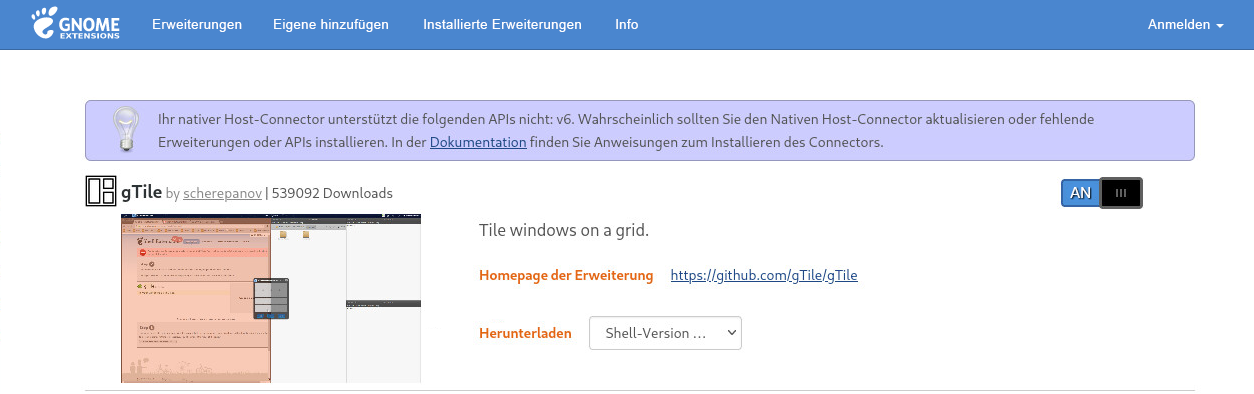 GNOME EXTENSIONS Erweiterungen Eigene hinzufügen Installierte Erweiterungen Info Anmelden
Ihr nativer Host-Connector unterstützt die folgenden APIs nicht: v6. Wahrscheinlich sollten Sie den Nativen Host-Connector aktualisieren oder fehlende
Erweiterungen oder APIs installieren. In der Dokumentation finden Sie Anweisungen zum Installieren des Connectors.
gTile by scherepanov | 539092 Downloads AN
Tile windows on a grid.
Homepage der Erweiterung https://github.com/gTile/gTile
Herunterladen Shell-Version ...